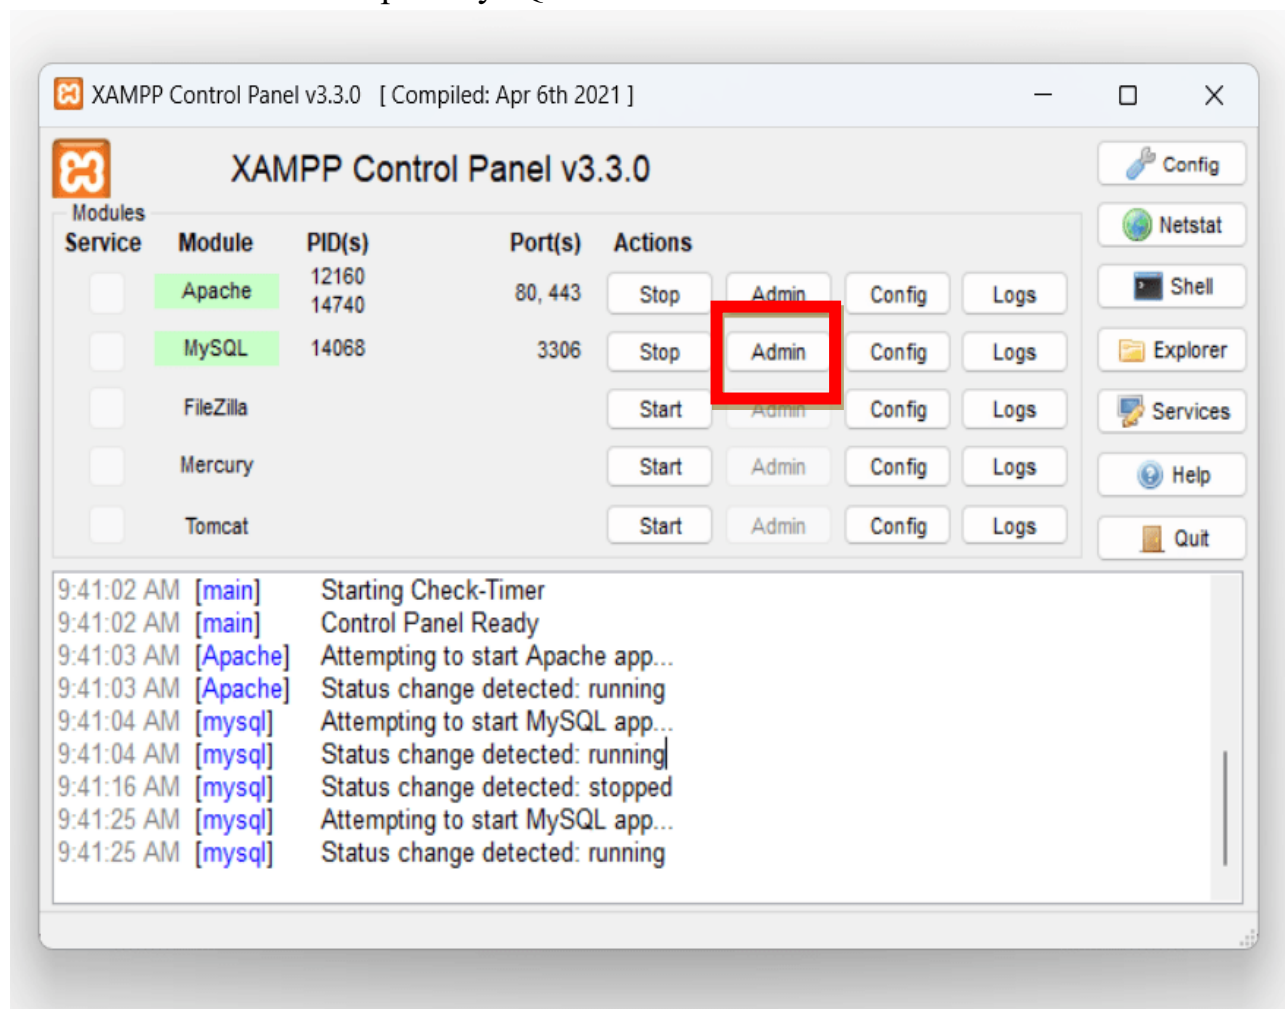 XAMPP Control Panel v3.3.0 [ Compiled: Apr 6th 2021 ]
XAMPP Control Panel v3.3.0
Config
Modules
Service Module PID(s) Port(s) Actions
Netstat
Apache 12160 14740 80, 443 Stop Admin Config Logs
Shell
MySQL 14068 3306 Stop Admin Config Logs
Explorer
FileZilla Start Admin Config Logs
Services
Mercury Start Admin Config Logs
Help
Tomcat Start Admin Config Logs
Quit
9:41:02 AM [main] Starting Check-Timer
9:41:02 AM [main] Control Panel Ready
9:41:03 AM [Apache] Attempting to start Apache app...
9:41:03 AM [Apache] Status change detected: running
9:41:04 AM [mysql] Attempting to start MySQL app...
9:41:04 AM [mysql] Status change detected: running
9:41:16 AM [mysql] Status change detected: stopped
9:41:25 AM [mysql] Attempting to start MySQL app...
9:41:25 AM [mysql] Status change detected: running